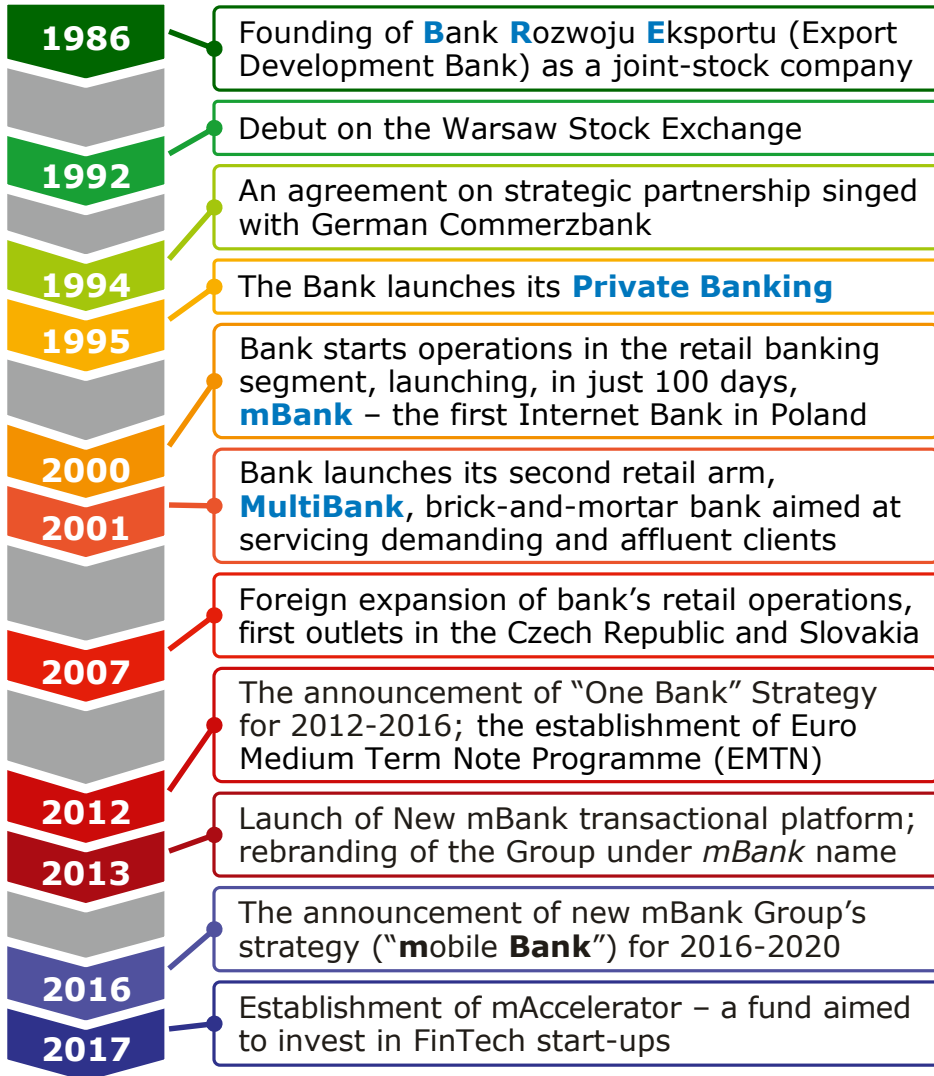 1986
Founding of Bank Rozwoju Eksportu (Export
Development Bank) as a joint-stock company
1992
Debut on the Warsaw Stock Exchange
1994
An agreement on strategic partnership singed
with German Commerzbank
1995
The Bank launches its Private Banking
2000
Bank starts operations in the retail banking
segment, launching, in just 100 days,
mBank – the first Internet Bank in Poland
2001
Bank launches its second retail arm,
MultiBank, brick-and-mortar bank aimed at
servicing demanding and affluent clients
2007
Foreign expansion of bank’s retail operations,
first outlets in the Czech Republic and Slovakia
2012
The announcement of “One Bank” Strategy
for 2012-2016; the establishment of Euro
Medium Term Note Programme (EMTN)
2013
Launch of New mBank transactional platform;
rebranding of the Group under mBank name
2016
The announcement of new mBank Group’s
strategy (“mobile Bank”) for 2016-2020
2017
Establishment of mAccelerator – a fund aimed
to invest in FinTech start-ups